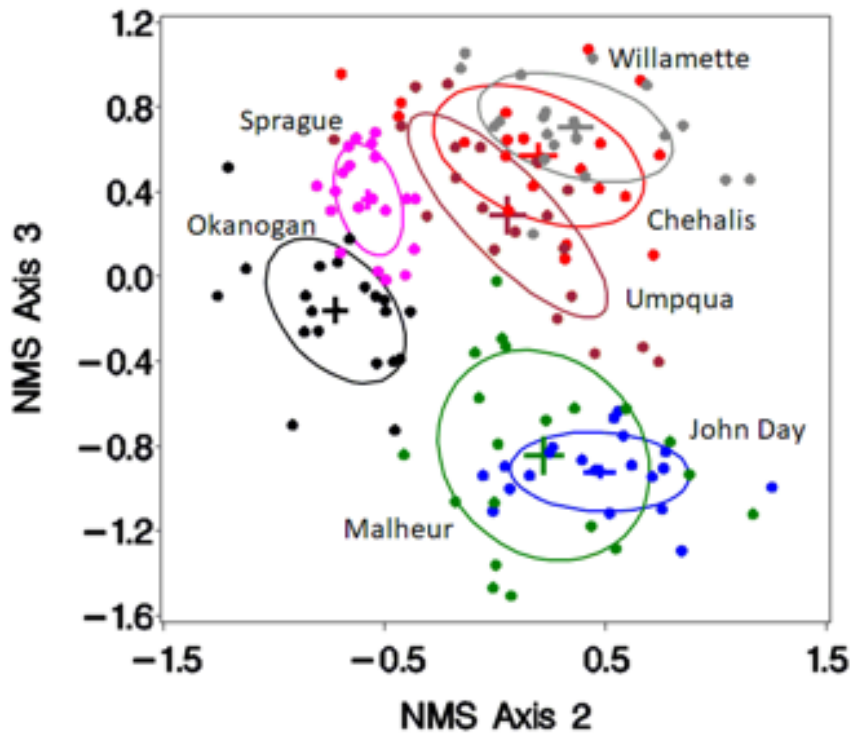 1.2
0.8
0.4
0.0
−0.4
−0.8
−1.2
−1.6
NMS Axis 3
Willamette
Sprague
Okanogan
Chehalis
Umpqua
John Day
Malheur
−1.5
−0.5
0.5
1.5
NMS Axis 2